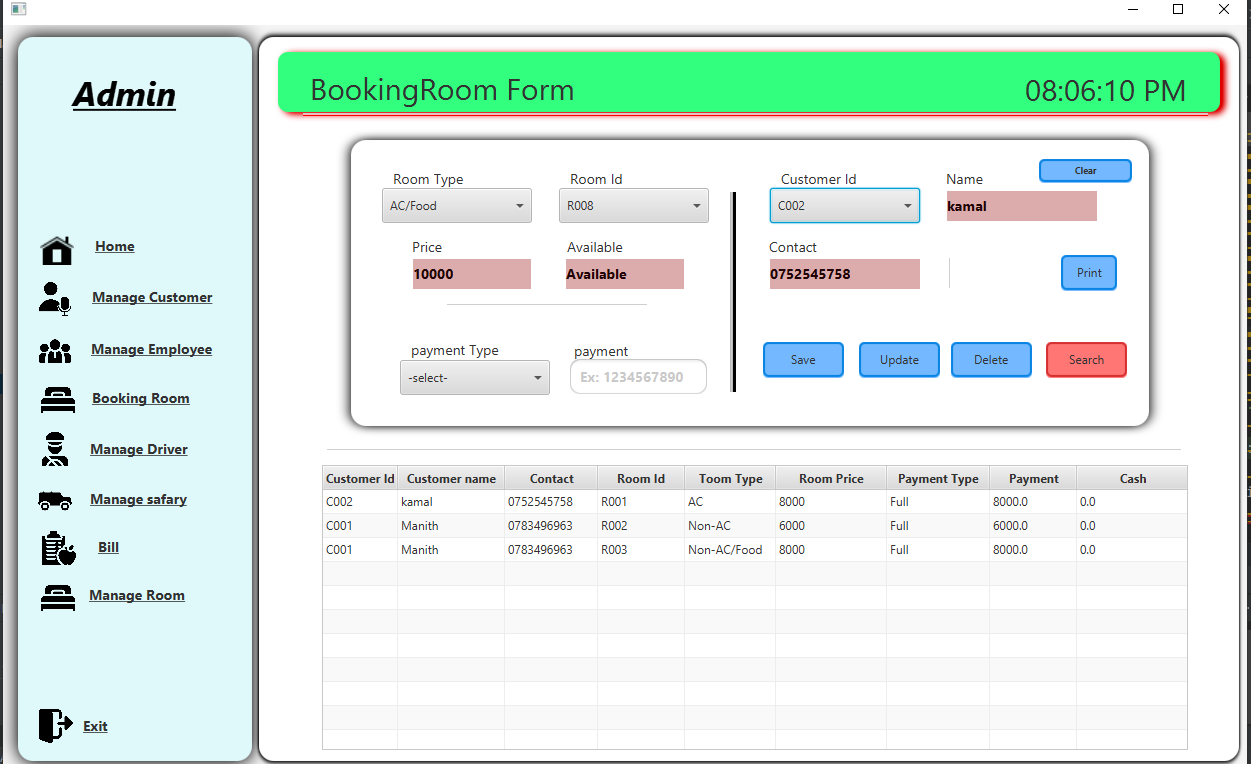 Admin
Home
Manage Customer
Manage Employee
Booking Room
Manage Driver
Manage safary
Bill
Manage Room
Exit
BookingRoom Form 08:06:10 PM
Clear
Room Type Room Id Customer Id Name
AC/Food R008 C002 kamal
Price Available Contact
10000 Available 0752545758 Print
payment Type payment
-select- Ex: 1234567890 Save Update Delete Search
Customer Id Customer name Contact Room Id Toom Type Room Price Payment Type Payment Cash
C002 kamal 0752545758 R001 AC 8000 Full 8000.0 0.0
C001 Manith 0783496963 R002 Non-AC 6000 Full 6000.0 0.0
C001 Manith 0783496963 R003 Non-AC/Food 8000 Full 8000.0 0.0